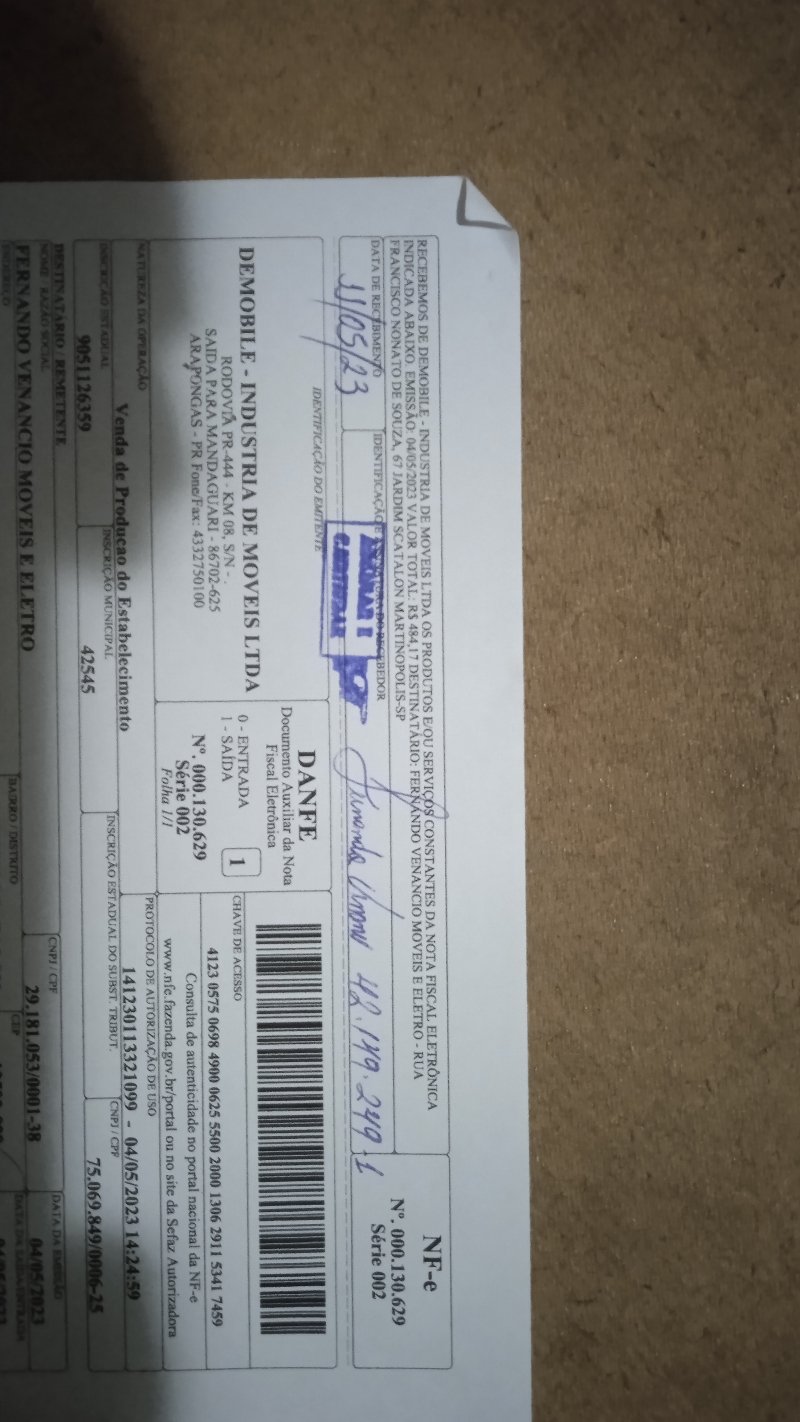 RECEBEMOS DE DEMOBILE - INDUSTRIA DE MOVEIS LTDA OS PRODUTOS E/OU SERVIÇOS CONSTANTES DA NOTA FISCAL ELETRÔNICA
INDICADA ABAIXO. EMISSÃO: 04/05/2023 VALOR TOTAL: R$ 484,17 DESTINATÁRIO: FERNANDO VENANCIO MOVEIS E ELETRO - RUA
FRANCISCO NONATO DE SOUZA, 67 JARDIM SCATALON MARTINOPOLIS-SP
NF-e
Nº. 000.130.629
Série 002
DATA DE RECEBIMENTO
11/05/23
IDENTIFICAÇÃO E ASSINATURA DO RECEBEDOR
42.149.249.1
IDENTIFICAÇÃO DO EMITENTE
DEMOBILE - INDUSTRIA DE MOVEIS LTDA
RODOVIA PR-444 - KM 08, S/N - .
SAIDA PARA MANDAGUARI - 86702-625
ARAPONGAS - PR Fone/Fax: 4332750100
DANFE
Documento Auxiliar da Nota
Fiscal Eletrônica
0 - ENTRADA
1 - SAÍDA
1
Nº. 000.130.629
Série 002
Folha 1/1
CHAVE DE ACESSO
4123 0575 0698 4900 0625 5500 2000 1306 2911 5341 7459
Consulta de autenticidade no portal nacional da NF-e
www.nfe.fazenda.gov.br/portal ou no site da Sefaz Autorizadora
NATUREZA DA OPERAÇÃO
Venda de Producao do Estabelecimento
PROTOCOLO DE AUTORIZAÇÃO DE USO
141230113321099 - 04/05/2023 14:24:59
INSCRIÇÃO ESTADUAL
9051126359
INSCRIÇÃO MUNICIPAL
42545
INSCRIÇÃO ESTADUAL DO SUBST. TRIBUT.
CNPJ / CPF
75.069.849/0006-25
DESTINATÁRIO / REMETENTE
NOME / RAZÃO SOCIAL
FERNANDO VENANCIO MOVEIS E ELETRO
CNPJ / CPF
29.181.053/0001-38
DATA DA EMISSÃO
04/05/2023
ENDEREÇO
BAIRRO / DISTRITO
CEP